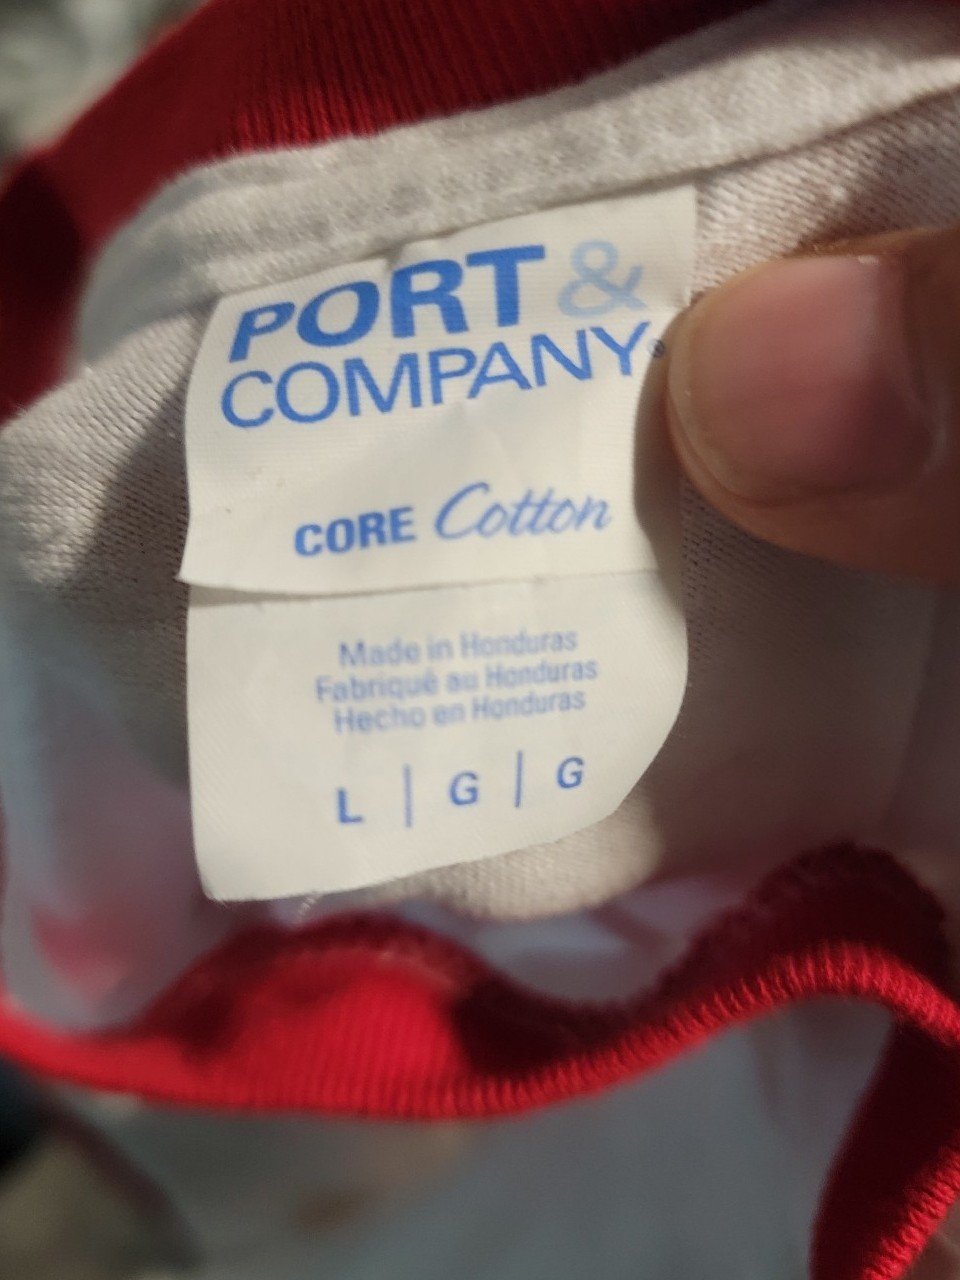 PORT &
COMPANY®
CORE Cotton
Made in Honduras
Fabriqué au Honduras
Hecho en Honduras
L | G | G